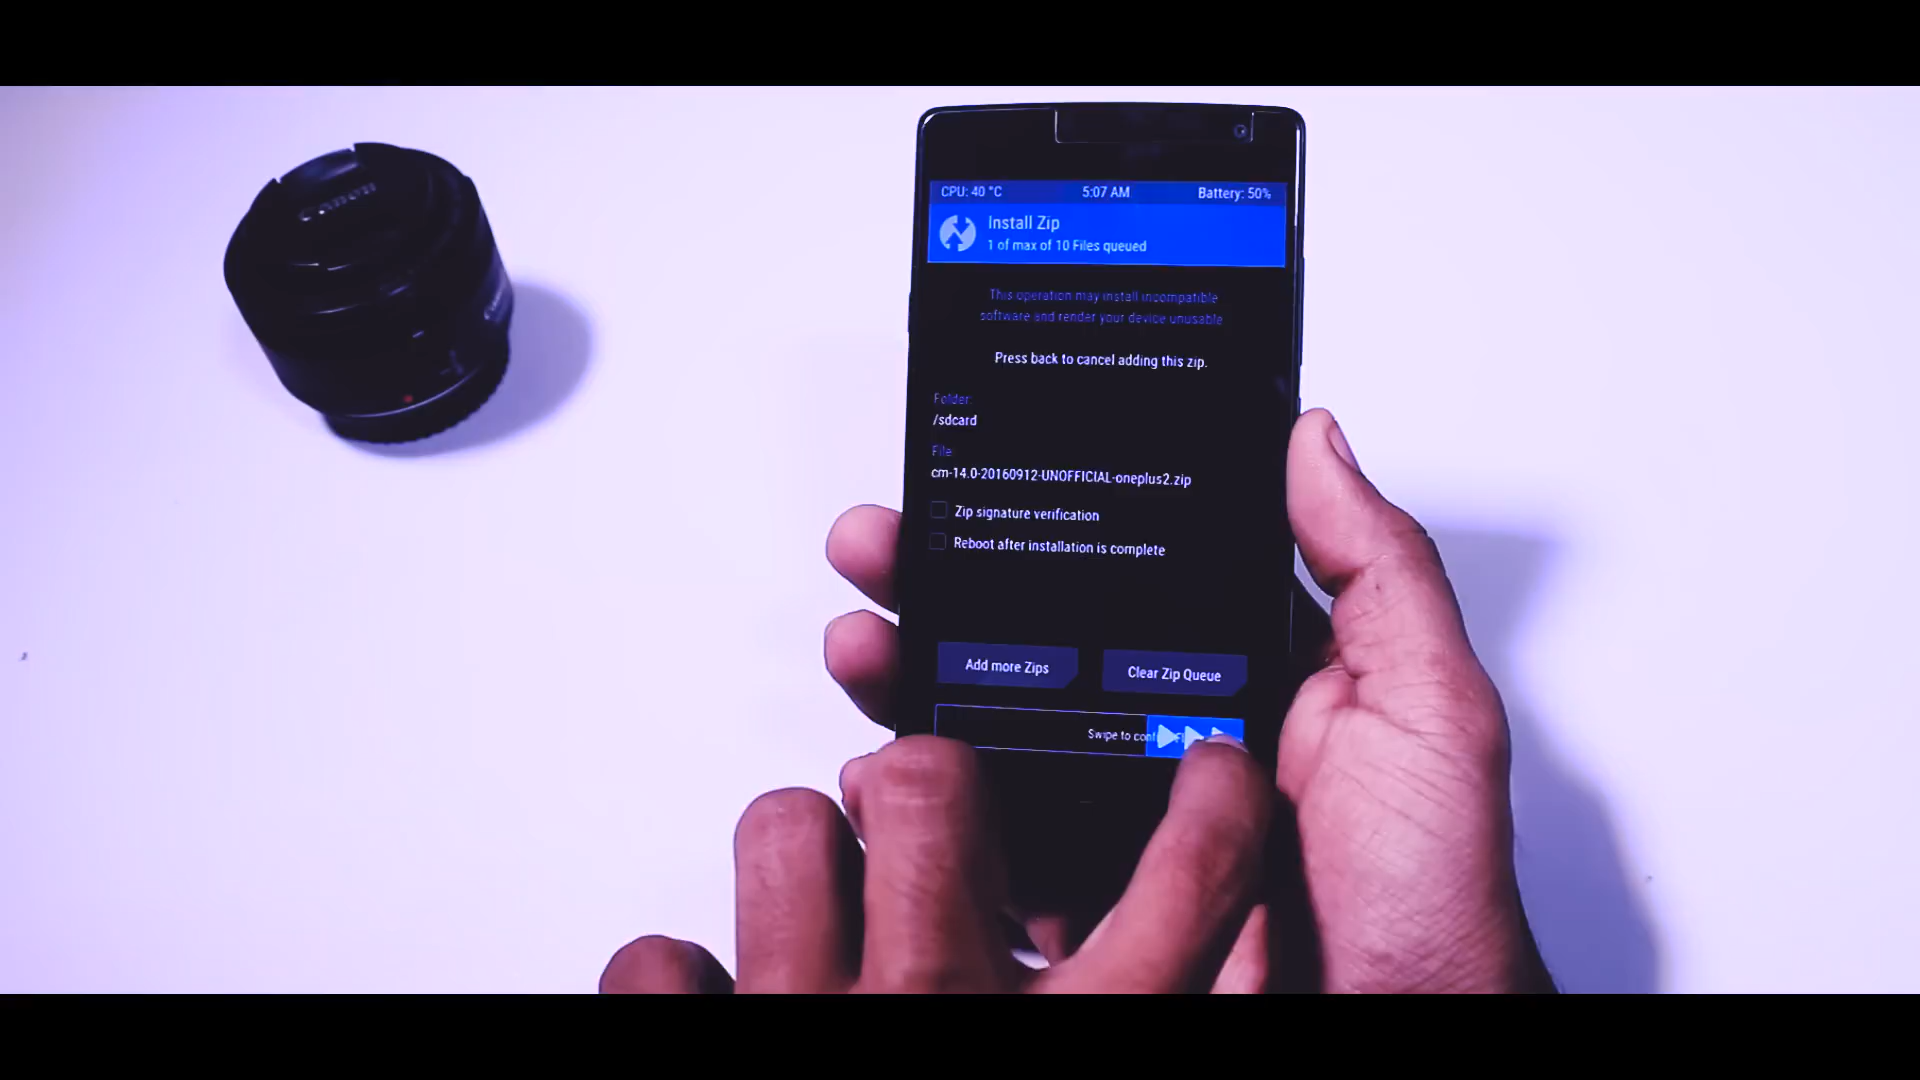 Canon
CPU: 40 °C
5:07 AM
Battery: 50%
Install Zip
1 of max of 10 Files queued
This operation may install incompatible
software and render your device unusable
Press back to cancel adding this zip.
Folder:
/sdcard
File:
cm-14.0-20160912-UNOFFICIAL-oneplus2.zip
Zip signature verification
Reboot after installation is complete
Add more Zips
Clear Zip Queue
Swipe to conf